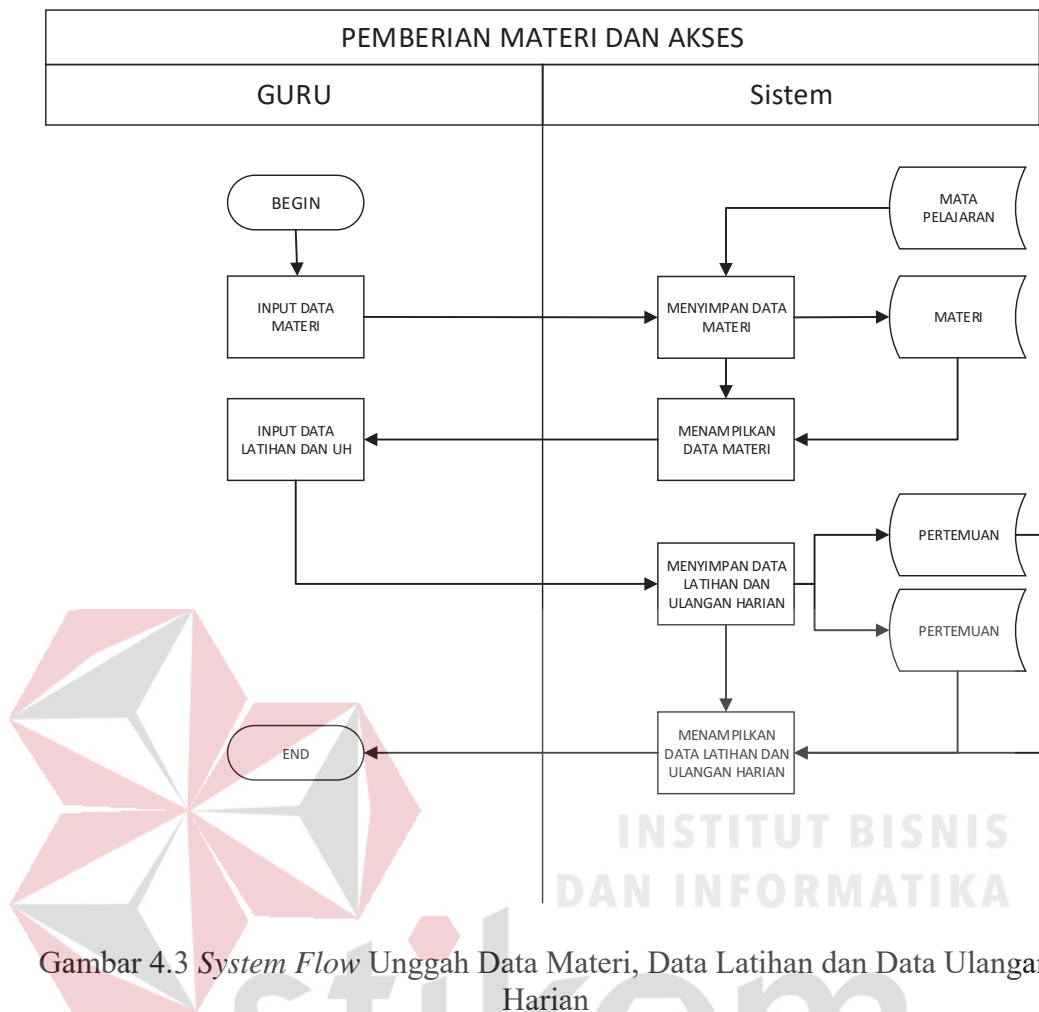 PEMBERIAN MATERI DAN AKSES
GURU
Sistem
BEGIN
MATA
PELAJARAN
INPUT DATA
MATERI
MENYIMPAN DATA
MATERI
MATERI
INPUT DATA
LATIHAN DAN UH
MENAMPILKAN
DATA MATERI
MENYIMPAN DATA
LATIHAN DAN
ULANGAN HARIAN
PERTEMUAN
PERTEMUAN
MENAMPILKAN
DATA LATIHAN DAN
ULANGAN HARIAN
END
INSTITUT BISNIS
DAN INFORMATIKA
Gambar 4.3 System Flow Unggah Data Materi, Data Latihan dan Data Ulangan
Harian
stikom